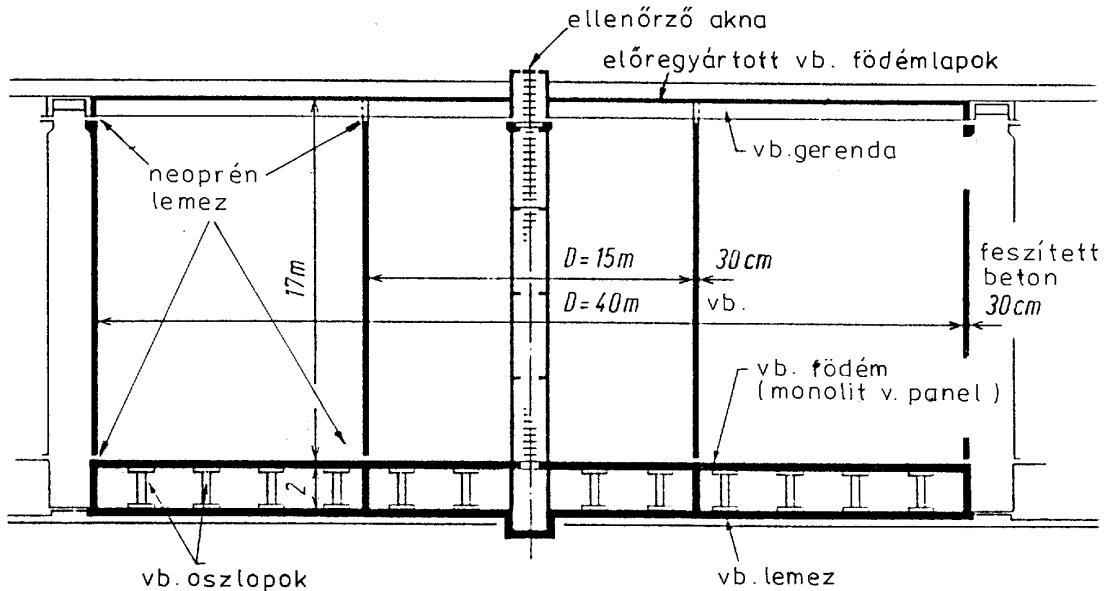 ellenőrző akna
előregyártott vb. födémlapok
vb.gerenda
neoprén
lemez
17m
D=15m
30cm
D=40m
vb.
feszített
beton
30cm
vb. födém
(monolit v. panel)
2
vb.oszlopok
vb.lemez